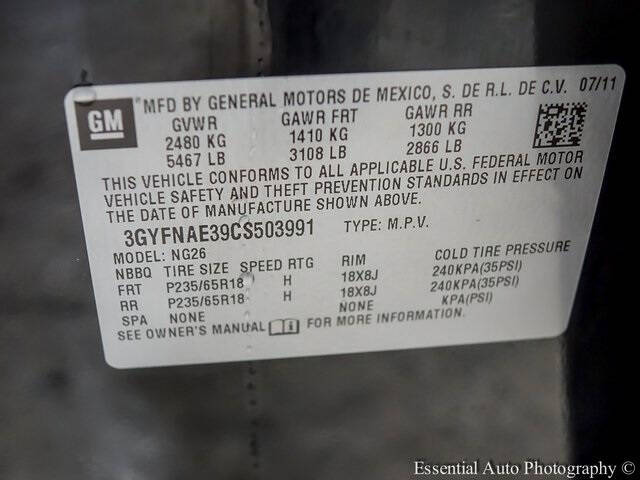 GM
MFD BY GENERAL MOTORS DE MEXICO, S. DE R.L. DE C.V. 07/11
GVWR GAWR FRT GAWR RR
2480 KG 1410 KG 1300 KG
5467 LB 3108 LB 2866 LB
THIS VEHICLE CONFORMS TO ALL APPLICABLE U.S. FEDERAL MOTOR
VEHICLE SAFETY AND THEFT PREVENTION STANDARDS IN EFFECT ON
THE DATE OF MANUFACTURE SHOWN ABOVE.
3GYFNAE39CS503991 TYPE: M.P.V.
MODEL: NG26
NBBQ TIRE SIZE SPEED RTG RIM COLD TIRE PRESSURE
FRT P235/65R18 H 18X8J 240KPA(35PSI)
RR P235/65R18 H 18X8J 240KPA(35PSI)
SPA NONE NONE KPA(PSI)
SEE OWNER'S MANUAL FOR MORE INFORMATION.
Essential Auto Photography (C)